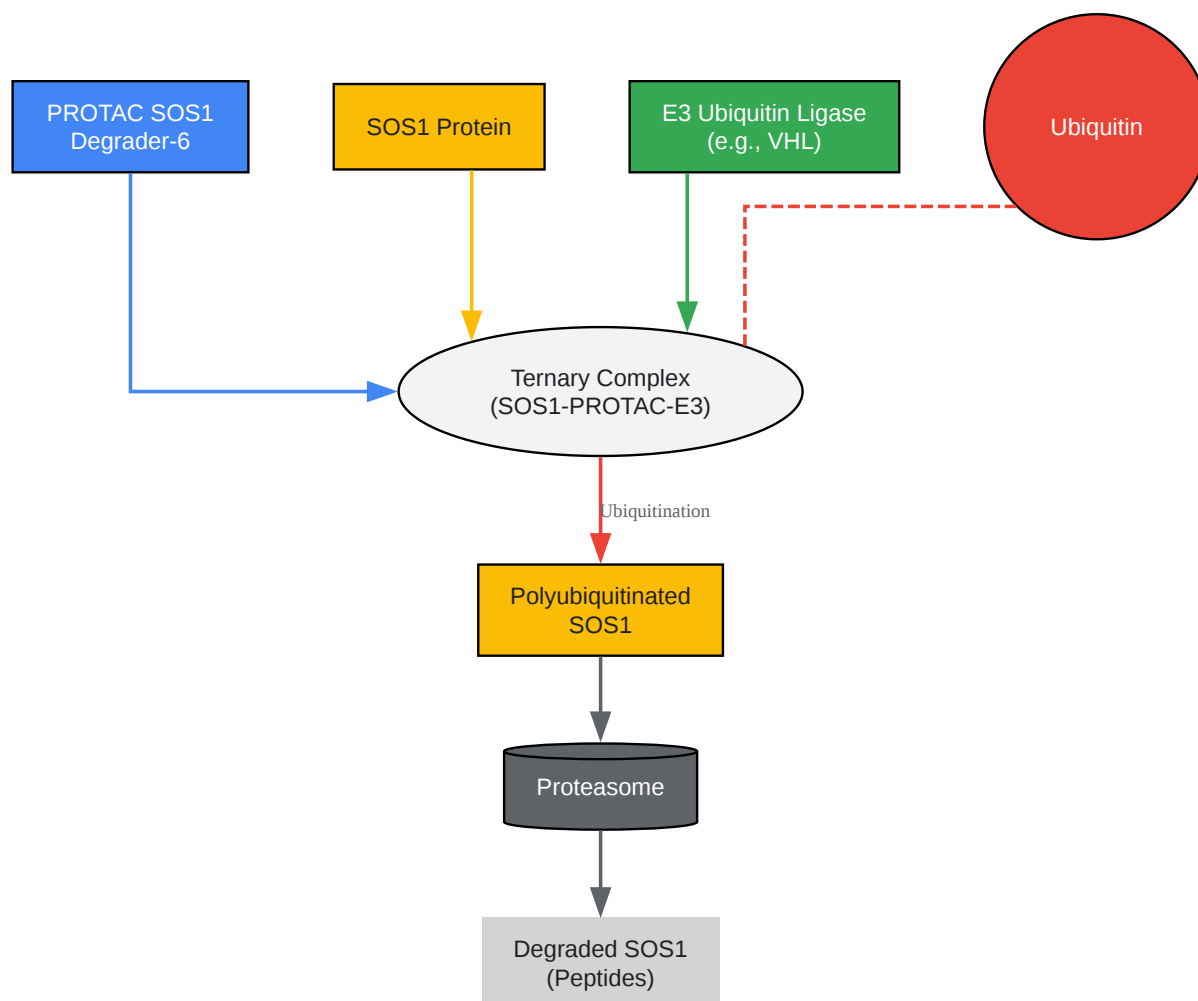 PROTAC SOS1
Degrader-6
SOS1 Protein
E3 Ubiquitin Ligase
(e.g., VHL)
Ubiquitin
Ternary Complex
(SOS1-PROTAC-E3)
Ubiquitination
Polyubiquitinated
SOS1
Proteasome
Degraded SOS1
(Peptides)